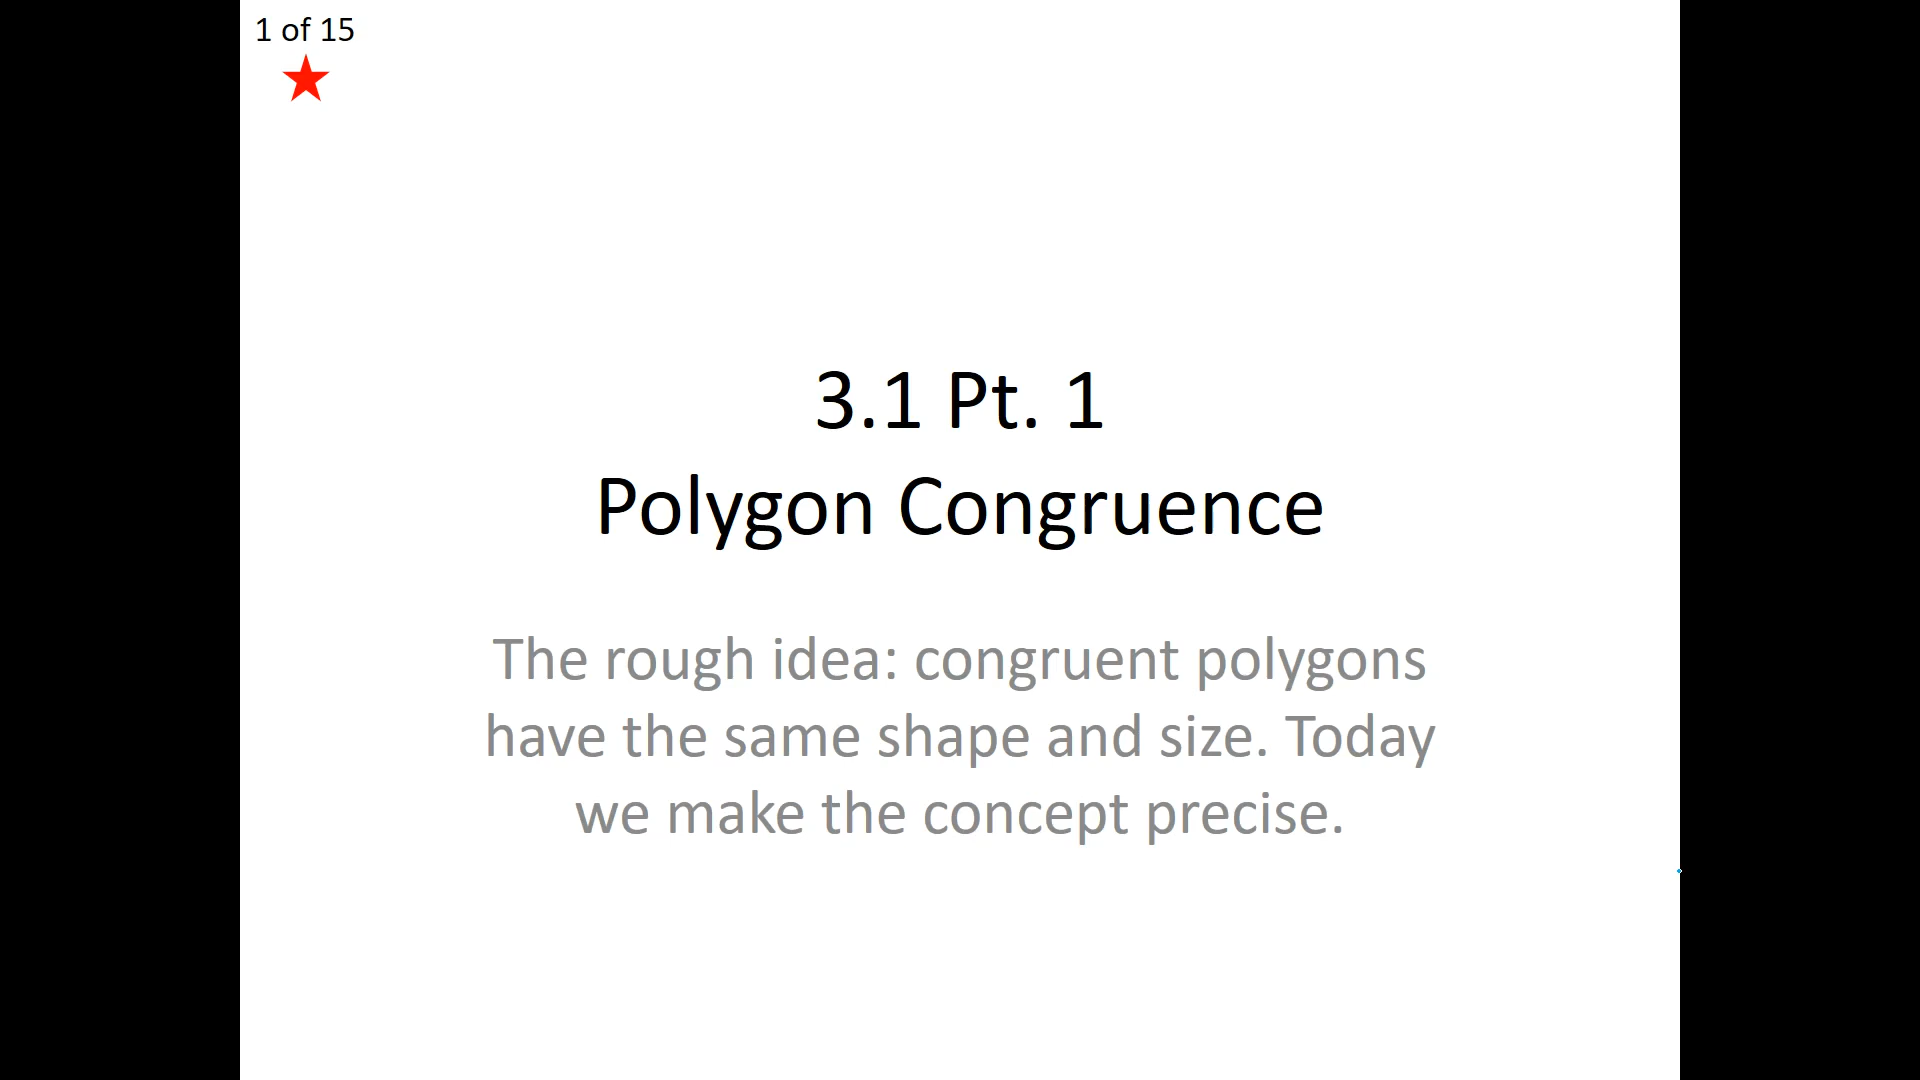 1 of 15
3.1 Pt. 1
Polygon Congruence
The rough idea: congruent polygons
have the same shape and size. Today
we make the concept precise.